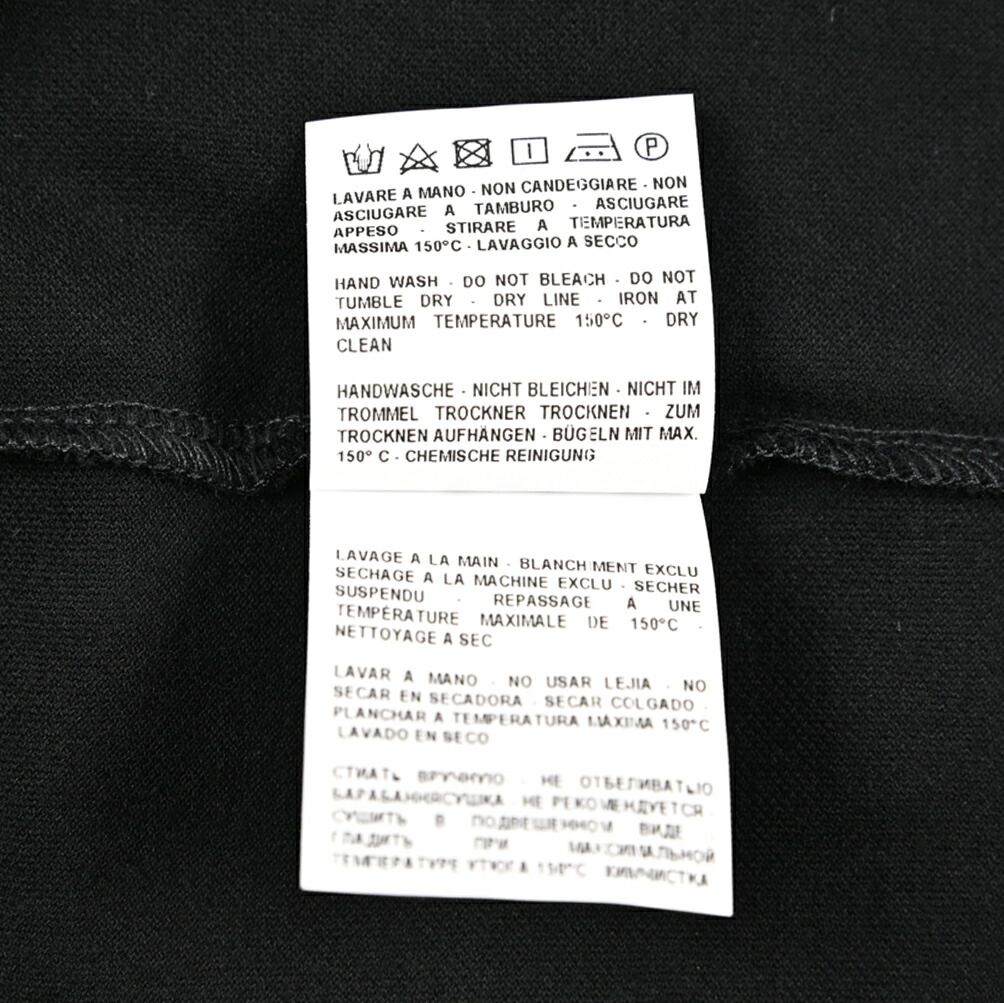 P
LAVARE A MANO - NON CANDEGGIARE - NON
ASCIUGARE A TAMBURO - ASCIUGARE
APPESO - STIRARE A TEMPERATURA
MASSIMA 150°C - LAVAGGIO A SECCO
HAND WASH - DO NOT BLEACH - DO NOT
TUMBLE DRY - DRY LINE - IRON AT
MAXIMUM TEMPERATURE 150°C - DRY
CLEAN
HANDWASCHE - NICHT BLEICHEN - NICHT IM
TROMMEL TROCKNER TROCKNEN - ZUM
TROCKNEN AUFHÄNGEN - BÜGELN MIT MAX.
150° C - CHEMISCHE REINIGUNG
LAVAGE A LA MAIN - BLANCHIMENT EXCLU
SECHAGE A LA MACHINE EXCLU - SECHER
SUSPENDU - REPASSAGE À UNE
TEMPÉRATURE MAXIMALE DE 150°C -
NETTOYAGE A SEC
LAVAR A MANO - NO USAR LEJIA - NO
SECAR EN SECADORA - SECAR COLGADO -
PLANCHAR A TEMPERATURA MÁXIMA 150°C
LAVADO EN SECO
ВРУЧНУЮ - НЕ ОТБЕЛИВАТЬ
НЕ РЕКОМЕНДУЕТСЯ
СУШИТЬ В ПОДВЕШЕННОМ ВИДЕ
ГЛАДИТЬ ПРИ МАКСИМАЛЬНОЙ
ТЕМПЕРАТУРЕ УТЮГА 150°C